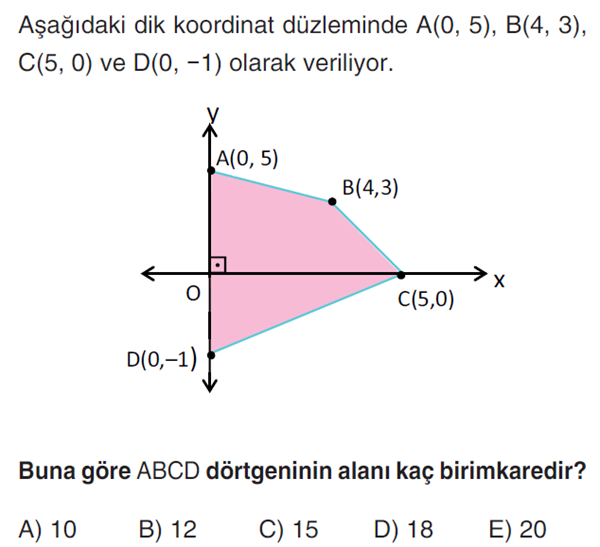 Aşağıdaki dik koordinat düzleminde A(0, 5), B(4, 3),
C(5, 0) ve D(0, −1) olarak veriliyor.
y
A(0, 5)
B(4,3)
O
x
C(5,0)
D(0,–1)
Buna göre ABCD dörtgeninin alanı kaç birimkaredir?
A) 10 B) 12 C) 15 D) 18 E) 20